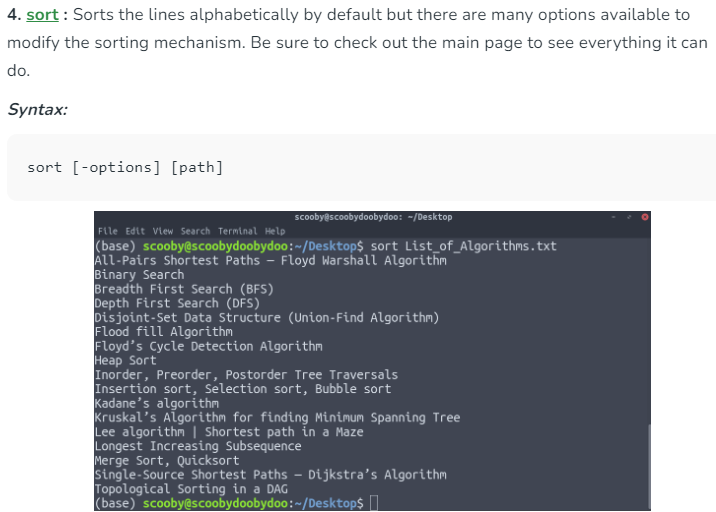 4. sort : Sorts the lines alphabetically by default but there are many options available to
modify the sorting mechanism. Be sure to check out the main page to see everything it can
do.
Syntax:
sort [-options] [path]
scooby@scoobydoobydoo: ~/Desktop
File Edit View Search Terminal Help
(base) scooby@scoobydoobydoo:~/Desktop$ sort List_of_Algorithms.txt
All-Pairs Shortest Paths – Floyd Warshall Algorithm
Binary Search
Breadth First Search (BFS)
Depth First Search (DFS)
Disjoint-Set Data Structure (Union-Find Algorithm)
Flood fill Algorithm
Floyd’s Cycle Detection Algorithm
Heap Sort
Inorder, Preorder, Postorder Tree Traversals
Insertion sort, Selection sort, Bubble sort
Kadane’s algorithm
Kruskal’s Algorithm for finding Minimum Spanning Tree
Lee algorithm | Shortest path in a Maze
Longest Increasing Subsequence
Merge Sort, Quicksort
Single-Source Shortest Paths – Dijkstra’s Algorithm
Topological Sorting in a DAG
(base) scooby@scoobydoobydoo:~/Desktop$